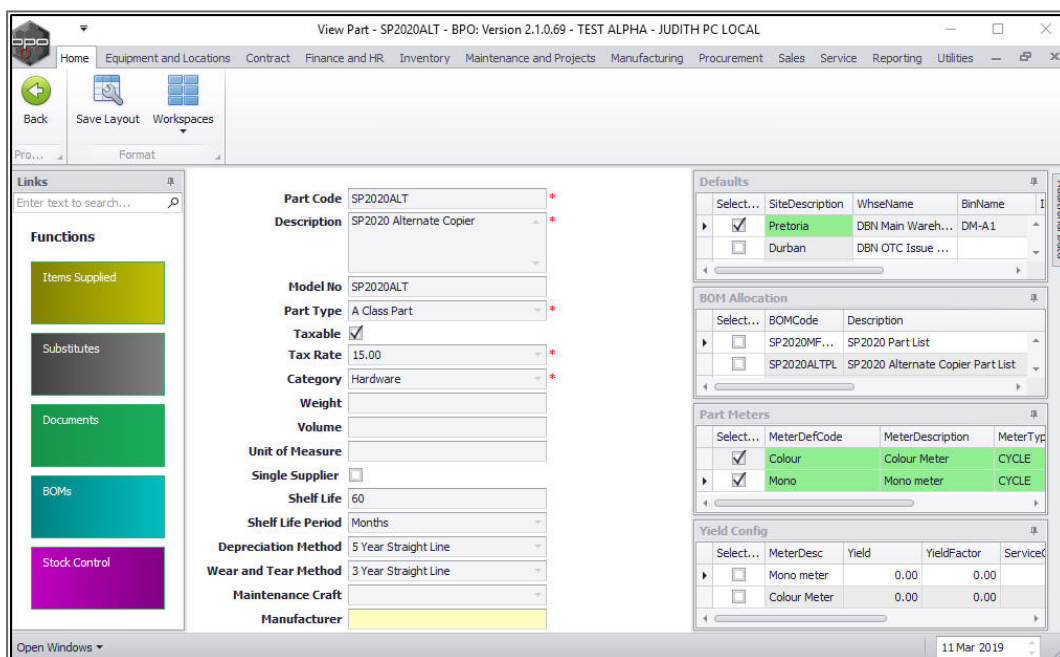 View Part - SP2020ALT - BPO: Version 2.1.0.69 - TEST ALPHA - JUDITH PC LOCAL
bpo
Home Equipment and Locations Contract Finance and HR Inventory Maintenance and Projects Manufacturing Procurement Sales Service Reporting Utilities
Back Save Layout Workspaces
Pro... Format
Links
Enter text to search...
Functions
Items Supplied
Substitutes
Documents
BOMs
Stock Control
Part Code SP2020ALT *
Description SP2020 Alternate Copier *
Model No SP2020ALT
Part Type A Class Part *
Taxable
Tax Rate 15.00 *
Category Hardware *
Weight
Volume
Unit of Measure
Single Supplier
Shelf Life 60
Shelf Life Period Months
Depreciation Method 5 Year Straight Line
Wear and Tear Method 3 Year Straight Line
Maintenance Craft
Manufacturer
Defaults
Select... SiteDescription WhseName BinName
Pretoria DBN Main Wareh... DM-A1
Durban DBN OTC Issue ...
BOM Allocation
Select... BOMCode Description
SP2020MF... SP2020 Part List
SP2020ALTPL SP2020 Alternate Copier Part List
Part Meters
Select... MeterDefCode MeterDescription MeterTyp
Colour Colour Meter CYCLE
Mono Mono meter CYCLE
Yield Config
Select... MeterDesc Yield YieldFactor Service
Mono meter 0.00 0.00
Colour Meter 0.00 0.00
Open Windows 11 Mar 2019